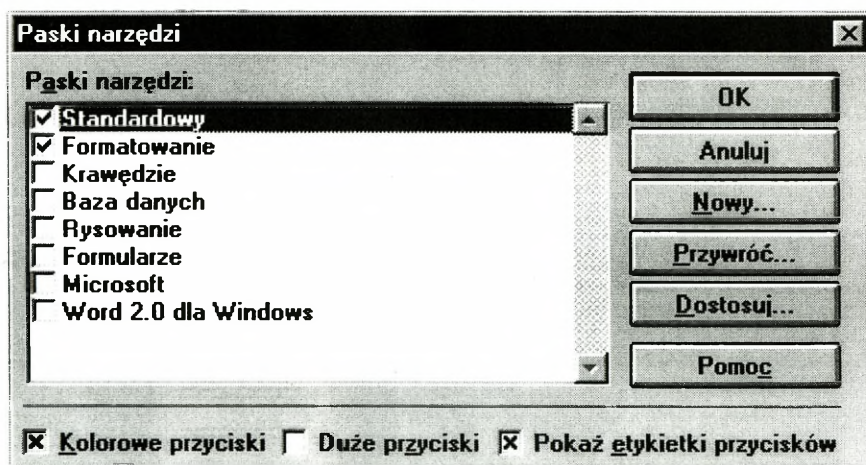 Paski narzędzi
Paski narzędzi:
Standardowy
Formatowanie
Krawędzie
Baza danych
Rysowanie
Formularze
Microsoft
Word 2.0 dla Windows
OK
Anuluj
Nowy...
Przywróć...
Dostosuj...
Pomoc
Kolorowe przyciski Duże przyciski Pokaż etykietki przycisków